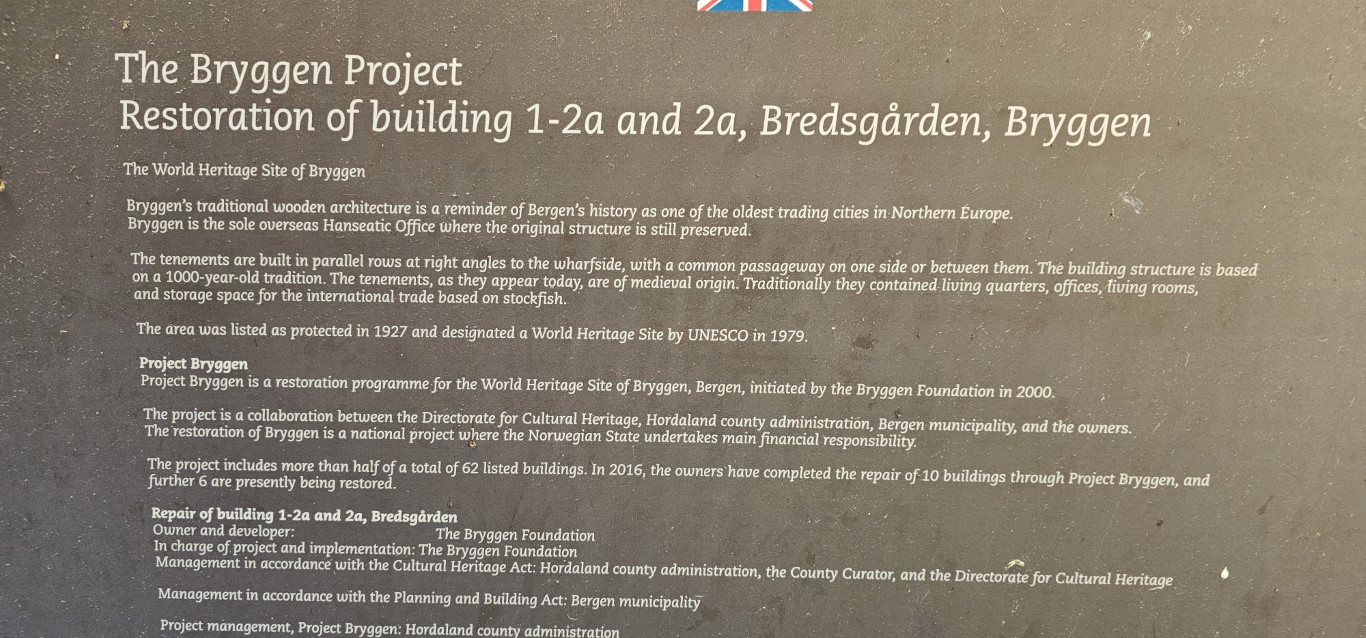 The Bryggen Project
Restoration of building 1-2a and 2a, Bredsgården, Bryggen
The World Heritage Site of Bryggen
Bryggen's traditional wooden architecture is a reminder of Bergen's history as one of the oldest trading cities in Northern Europe.
Bryggen is the sole overseas Hanseatic Office where the original structure is still preserved.
The tenements are built in parallel rows at right angles to the wharfside, with a common passageway on one side or between them. The building structure is based
on a 1000-year-old tradition. The tenements, as they appear today, are of medieval origin. Traditionally they contained living quarters, offices, living rooms,
and storage space for the international trade based on stockfish.
The area was listed as protected in 1927 and designated a World Heritage Site by UNESCO in 1979.
Project Bryggen
Project Bryggen is a restoration programme for the World Heritage Site of Bryggen, Bergen, initiated by the Bryggen Foundation in 2000.
The project is a collaboration between the Directorate for Cultural Heritage, Hordaland county administration, Bergen municipality, and the owners.
The restoration of Bryggen is a national project where the Norwegian State undertakes main financial responsibility.
The project includes more than half of a total of 62 listed buildings. In 2016, the owners have completed the repair of 10 buildings through Project Bryggen, and
further 6 are presently being restored.
Repair of building 1-2a and 2a, Bredsgården
Owner and developer: The Bryggen Foundation
In charge of project and implementation: The Bryggen Foundation
Management in accordance with the Cultural Heritage Act: Hordaland county administration, the County Curator, and the Directorate for Cultural Heritage
Management in accordance with the Planning and Building Act: Bergen municipality
Project management, Project Bryggen: Hordaland county administration